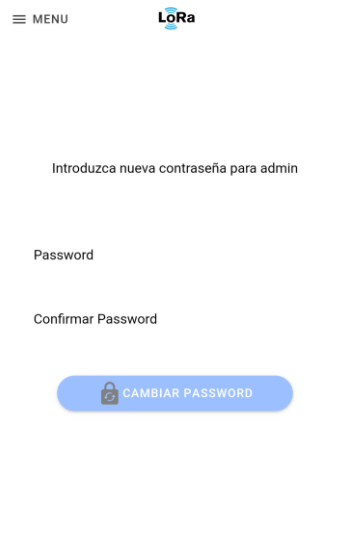 MENU
LoRa
Introduzca nueva contraseña para admin
Password
Confirmar Password
CAMBIAR PASSWORD